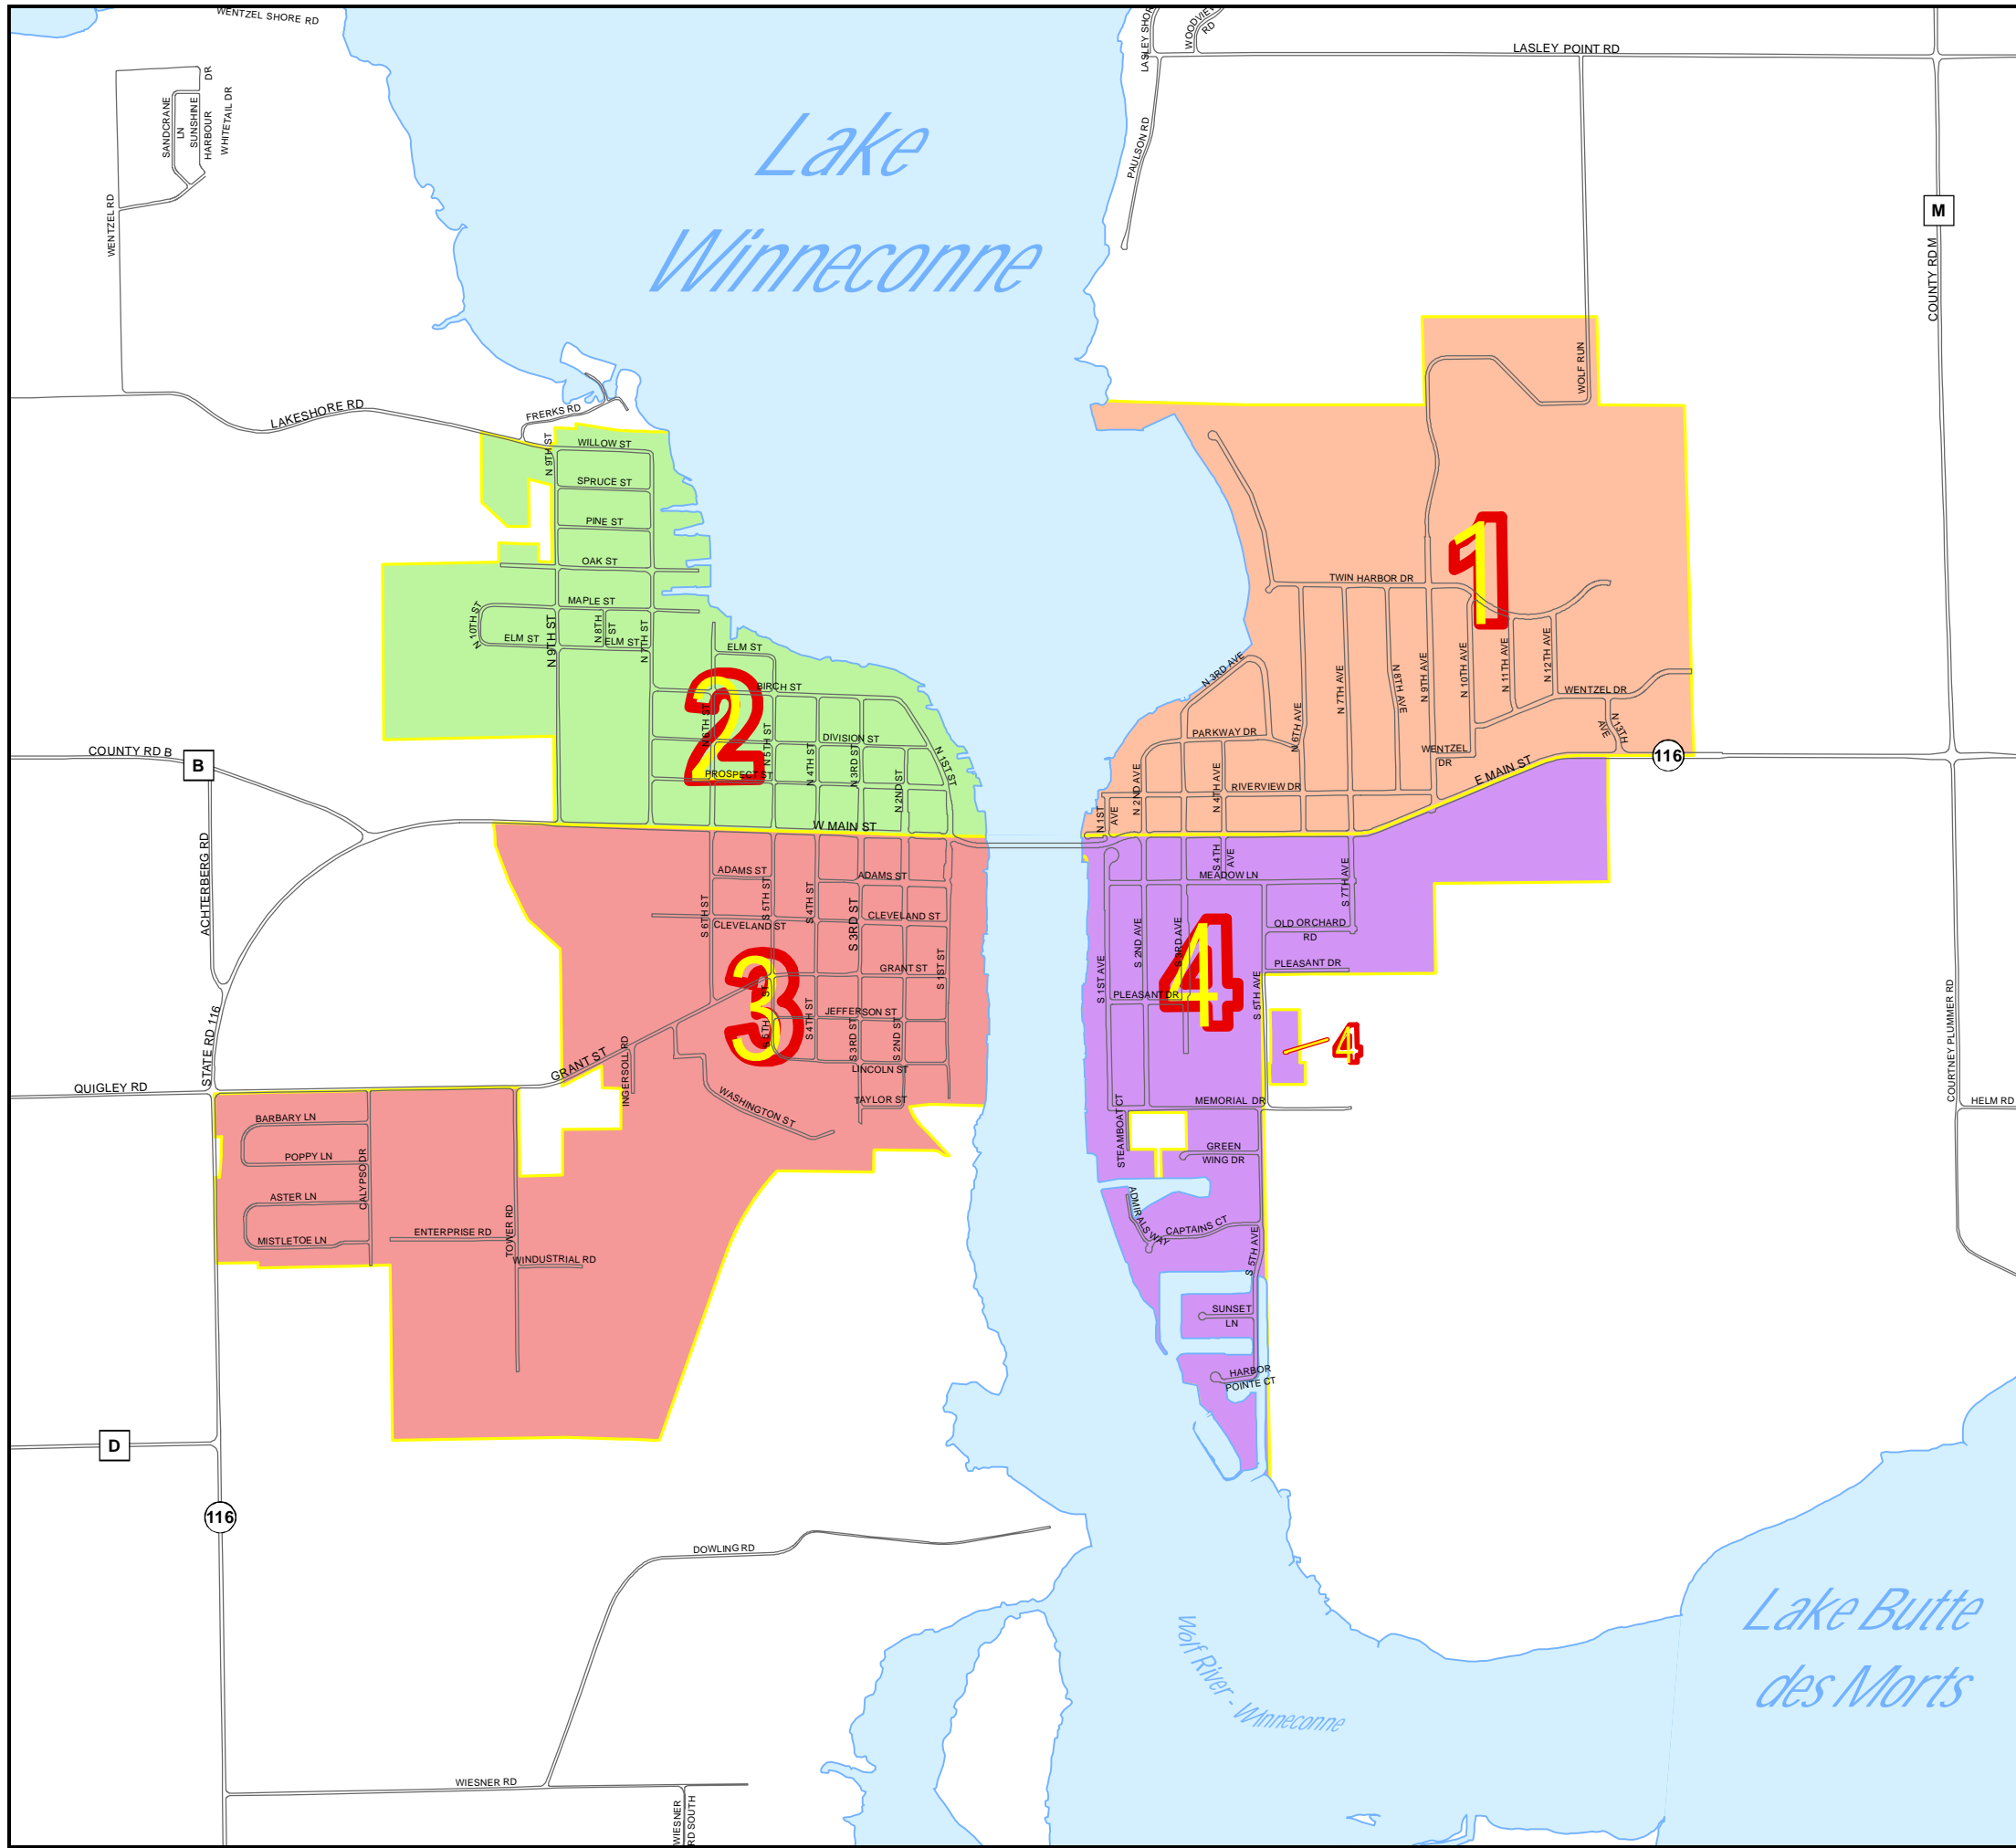 WENTZEL SHORE RD
LASLEY SHOR
WOODVIEW
RD
LASLEY POINT RD
SANDCRANE
LN
SUNSHINE
HARBOUR
DR
WHITETAIL DR
WENTZEL RD
PAULSON RD
Lake
Winneconne
M
COUNTY RD M
WOLF RUN
LAKESHORE RD
FRERKS RD
N 9TH ST
WILLOW ST
SPRUCE ST
PINE ST
OAK ST
MAPLE ST
N 10TH ST
ELM ST
N 9TH ST
N 8TH
ST
ELM ST
N 7TH ST
ELM ST
BIRCH ST
2
N 6TH ST
N 5TH ST
DIVISION ST
N 4TH ST
N 3RD ST
N 2ND ST
N 1ST ST
PROSPECT ST
W MAIN ST
1
TWIN HARBOR DR
N 3RD AVE
N 6TH AVE
N 7TH AVE
N 8TH AVE
N 9TH AVE
N 10TH AVE
N 11TH AVE
N 12TH AVE
WENTZEL DR
N 13TH
AVE
PARKWAY DR
WENTZEL
DR
E MAIN ST
116
N 1ST
AVE
N 2ND AVE
N 4TH AVE
RIVERVIEW DR
COUNTY RD B
B
ACHTERBERG RD
STATE RD 116
QUIGLEY RD
ADAMS ST
ADAMS ST
S 6TH ST
S 5TH ST
S 4TH ST
S 3RD ST
CLEVELAND ST
CLEVELAND ST
GRANT ST
S 1ST ST
3
S 5TH ST
S 4TH ST
JEFFERSON ST
S 3RD ST
S 2ND ST
LINCOLN ST
TAYLOR ST
GRANT ST
INGERSOLL RD
WASHINGTON ST
BARBARY LN
POPPY LN
CALYPSO DR
ASTER LN
MISTLETOE LN
ENTERPRISE RD
TOWER RD
WINDUSTRIAL RD
S 4TH
AVE
MEADOW LN
S 7TH AVE
OLD ORCHARD
RD
PLEASANT DR
S 1ST AVE
S 2ND AVE
S 3RD AVE
4
S 5TH AVE
PLEASANT DR
4
MEMORIAL DR
STEAMBOAT CT
GREEN
WING DR
ADMIRALS WAY
CAPTAINS CT
S 5TH AVE
SUNSET
LN
HARBOR
POINTE CT
COURTNEY PLUMMER RD
HELM RD
D
116
DOWLING RD
WIESNER RD
WIESNER
RD SOUTH
Wolf River - Winneconne
Lake Butte
des Morts